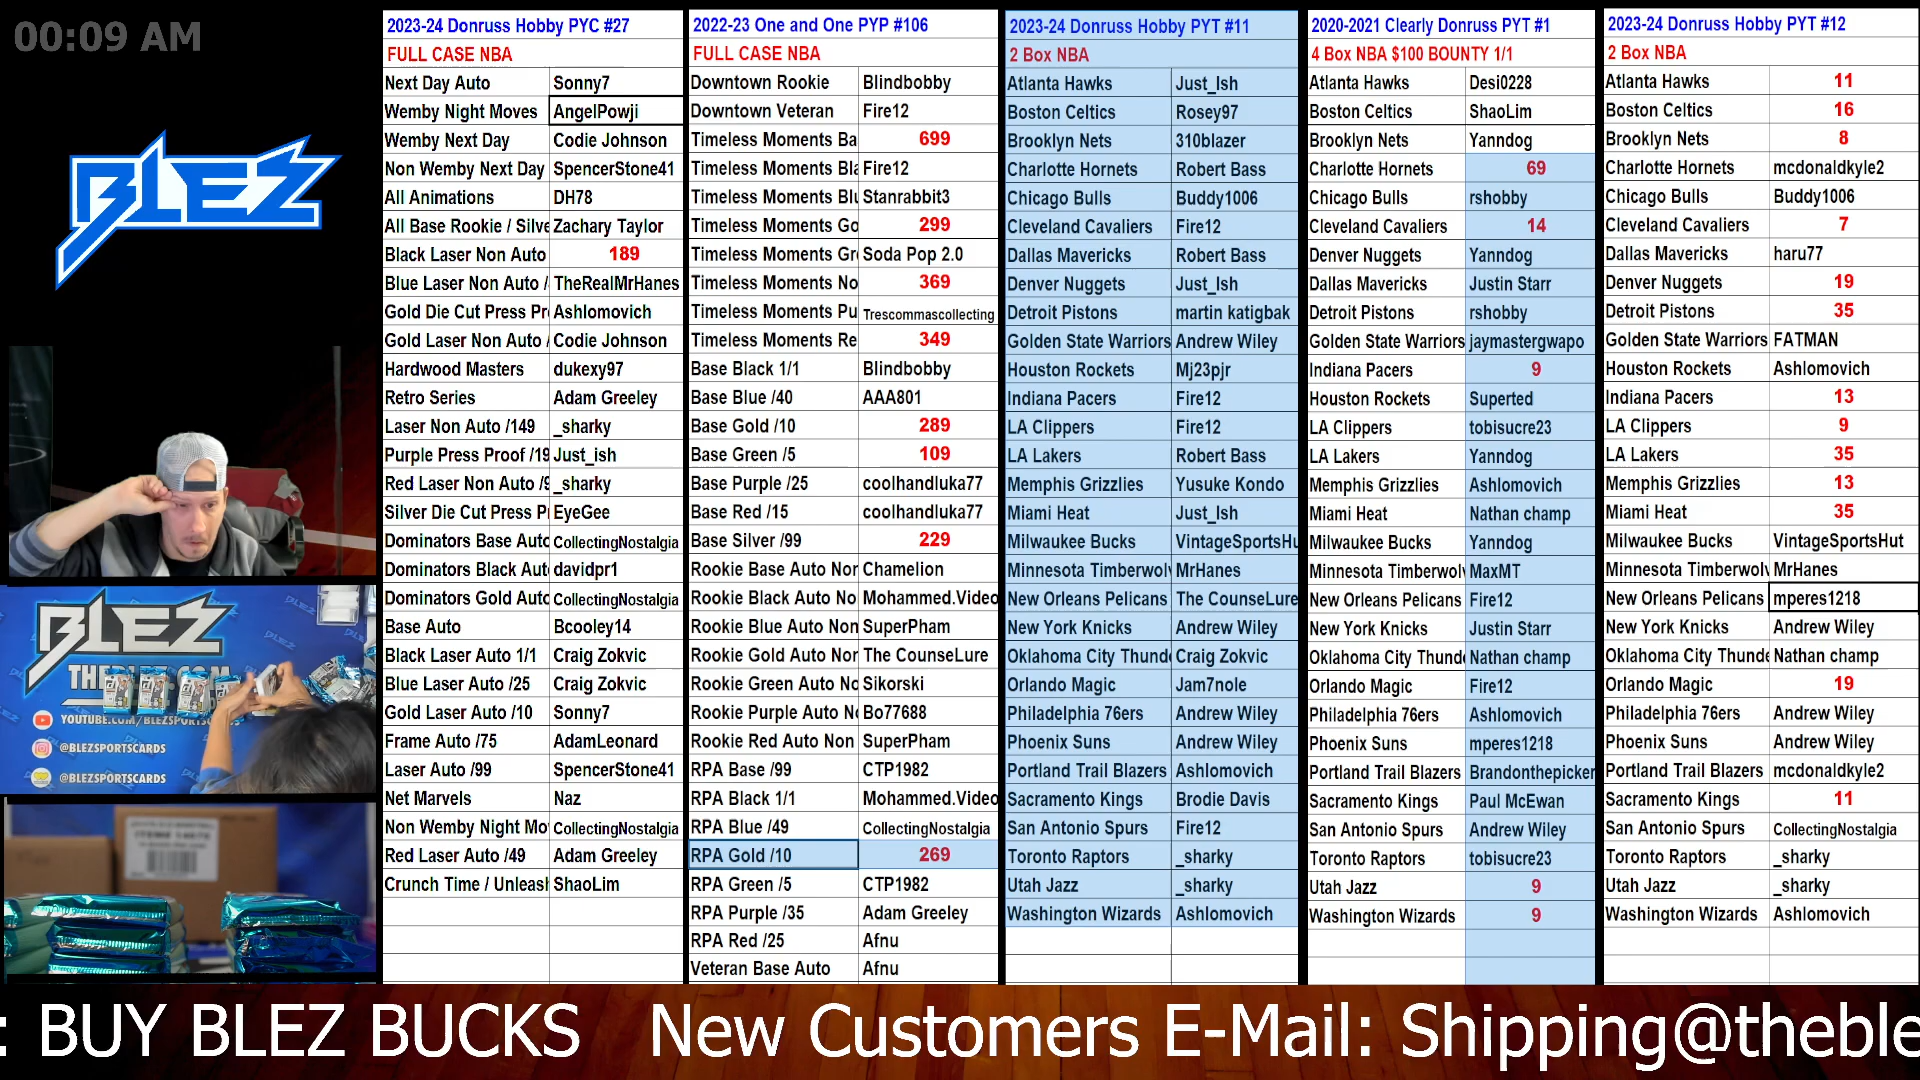 00:09 AM
BLEZ
BLEZ
YOUTUBE.COM/BLEZSPORTS
@BLEZSPORTSCARDS
@BLEZSPORTSCARDS
2023-24 Donruss Hobby PYC #27
FULL CASE NBA
Next Day Auto Sonny7
Wemby Night Moves AngelPowji
Wemby Next Day Codie Johnson
Non Wemby Next Day SpencerStone41
All Animations DH78
All Base Rookie / Silve Zachary Taylor
Black Laser Non Auto 189
Blue Laser Non Auto / TheRealMrHanes
Gold Die Cut Press Pr Ashlomovich
Gold Laser Non Auto / Codie Johnson
Hardwood Masters dukexy97
Retro Series Adam Greeley
Laser Non Auto /149 _sharky
Purple Press Proof /19 Just_ish
Red Laser Non Auto /9 _sharky
Silver Die Cut Press P EyeGee
Dominators Base Auto CollectingNostalgia
Dominators Black Aut davidpr1
Dominators Gold Auto CollectingNostalgia
Base Auto Bcooley14
Black Laser Auto 1/1 Craig Zokvic
Blue Laser Auto /25 Craig Zokvic
Gold Laser Auto /10 Sonny7
Frame Auto /75 AdamLeonard
Laser Auto /99 SpencerStone41
Net Marvels Naz
Non Wemby Night Mo CollectingNostalgia
Red Laser Auto /49 Adam Greeley
Crunch Time / Unleash ShaoLim
2022-23 One and One PYP #106
FULL CASE NBA
Downtown Rookie Blindbobby
Downtown Veteran Fire12
Timeless Moments Ba 699
Timeless Moments Bla Fire12
Timeless Moments Blu Stanrabbit3
Timeless Moments Go 299
Timeless Moments Gr Soda Pop 2.0
Timeless Moments No 369
Timeless Moments Pu Trescommascollecting
Timeless Moments Re 349
Base Black 1/1 Blindbobby
Base Blue /40 AAA801
Base Gold /10 289
Base Green /5 109
Base Purple /25 coolhandluka77
Base Red /15 coolhandluka77
Base Silver /99 229
Rookie Base Auto Nor Chamelion
Rookie Black Auto No Mohammed.Video
Rookie Blue Auto Non SuperPham
Rookie Gold Auto Nor The CounseLure
Rookie Green Auto No Sikorski
Rookie Purple Auto No Bo77688
Rookie Red Auto Non SuperPham
RPA Base /99 CTP1982
RPA Black 1/1 Mohammed.Video
RPA Blue /49 CollectingNostalgia
RPA Gold /10 269
RPA Green /5 CTP1982
RPA Purple /35 Adam Greeley
RPA Red /25 Afnu
Veteran Base Auto Afnu
2023-24 Donruss Hobby PYT #11
2 Box NBA
Atlanta Hawks Just_Ish
Boston Celtics Rosey97
Brooklyn Nets 310blazer
Charlotte Hornets Robert Bass
Chicago Bulls Buddy1006
Cleveland Cavaliers Fire12
Dallas Mavericks Robert Bass
Denver Nuggets Just_Ish
Detroit Pistons martin katigbak
Golden State Warriors Andrew Wiley
Houston Rockets Mj23pjr
Indiana Pacers Fire12
LA Clippers Fire12
LA Lakers Robert Bass
Memphis Grizzlies Yusuke Kondo
Miami Heat Just_Ish
Milwaukee Bucks VintageSportsHu
Minnesota Timberwolv MrHanes
New Orleans Pelicans The CounseLure
New York Knicks Andrew Wiley
Oklahoma City Thunde Craig Zokvic
Orlando Magic Jam7nole
Philadelphia 76ers Andrew Wiley
Phoenix Suns Andrew Wiley
Portland Trail Blazers Ashlomovich
Sacramento Kings Brodie Davis
San Antonio Spurs Fire12
Toronto Raptors _sharky
Utah Jazz _sharky
Washington Wizards Ashlomovich
2020-2021 Clearly Donruss PYT #1
4 Box NBA $100 BOUNTY 1/1
Atlanta Hawks Desi0228
Boston Celtics ShaoLim
Brooklyn Nets Yanndog
Charlotte Hornets 69
Chicago Bulls rshobby
Cleveland Cavaliers 14
Denver Nuggets Yanndog
Dallas Mavericks Justin Starr
Detroit Pistons rshobby
Golden State Warriors jaymastergwapo
Indiana Pacers 9
Houston Rockets Superted
LA Clippers tobisucre23
LA Lakers Yanndog
Memphis Grizzlies Ashlomovich
Miami Heat Nathan champ
Milwaukee Bucks Yanndog
Minnesota Timberwolv MaxMT
New Orleans Pelicans Fire12
New York Knicks Justin Starr
Oklahoma City Thunde Nathan champ
Orlando Magic Fire12
Philadelphia 76ers Ashlomovich
Phoenix Suns mperes1218
Portland Trail Blazers Brandonthepicker
Sacramento Kings Paul McEwan
San Antonio Spurs Andrew Wiley
Toronto Raptors tobisucre23
Utah Jazz 9
Washington Wizards 9
2023-24 Donruss Hobby PYT #12
2 Box NBA
Atlanta Hawks 11
Boston Celtics 16
Brooklyn Nets 8
Charlotte Hornets mcdonaldkyle2
Chicago Bulls Buddy1006
Cleveland Cavaliers 7
Dallas Mavericks haru77
Denver Nuggets 19
Detroit Pistons 35
Golden State Warriors FATMAN
Houston Rockets Ashlomovich
Indiana Pacers 13
LA Clippers 9
LA Lakers 35
Memphis Grizzlies 13
Miami Heat 35
Milwaukee Bucks VintageSportsHut
Minnesota Timberwolv MrHanes
New Orleans Pelicans mperes1218
New York Knicks Andrew Wiley
Oklahoma City Thunde Nathan champ
Orlando Magic 19
Philadelphia 76ers Andrew Wiley
Phoenix Suns Andrew Wiley
Portland Trail Blazers mcdonaldkyle2
Sacramento Kings 11
San Antonio Spurs CollectingNostalgia
Toronto Raptors _sharky
Utah Jazz _sharky
Washington Wizards Ashlomovich
: BUY BLEZ BUCKS New Customers E-Mail: Shipping@theble